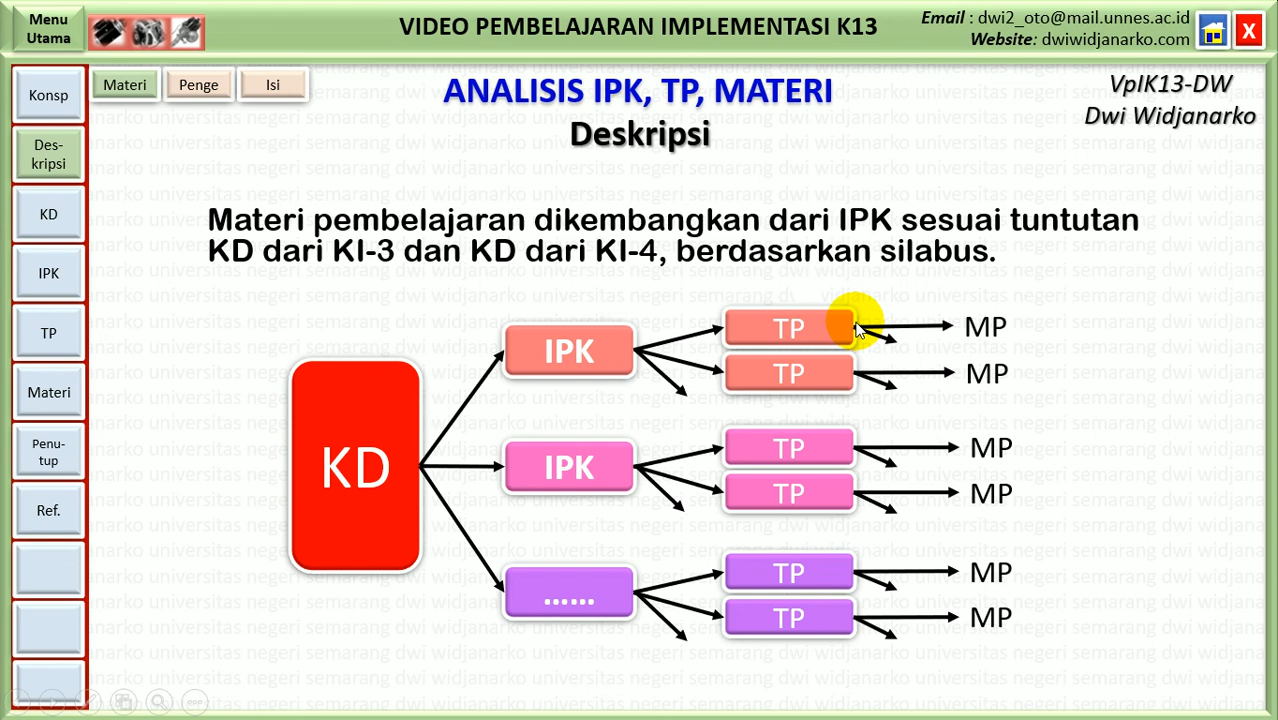 Menu
Utama
VIDEO PEMBELAJARAN IMPLEMENTASI K13
Email : dwi2_oto@mail.unnes.ac.id
Website: dwiwidjanarko.com
X
Materi
Penge
Isi
ANALISIS IPK, TP, MATERI
Deskripsi
VpIK13-DW
Dwi Widjanarko
Konsp
Des-
kripsi
KD
IPK
TP
Materi
Penu-
tup
Ref.
Materi pembelajaran dikembangkan dari IPK sesuai tuntutan
KD dari KI-3 dan KD dari KI-4, berdasarkan silabus.
KD
IPK
TP
MP
TP
MP
IPK
TP
MP
TP
MP
......
TP
MP
TP
MP